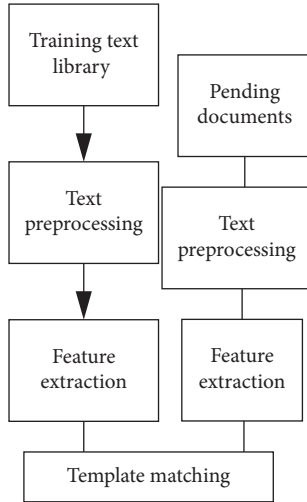 Training text
library
Pending
documents
Text
preprocessing
Text
preprocessing
Feature
extraction
Feature
extraction
Template matching